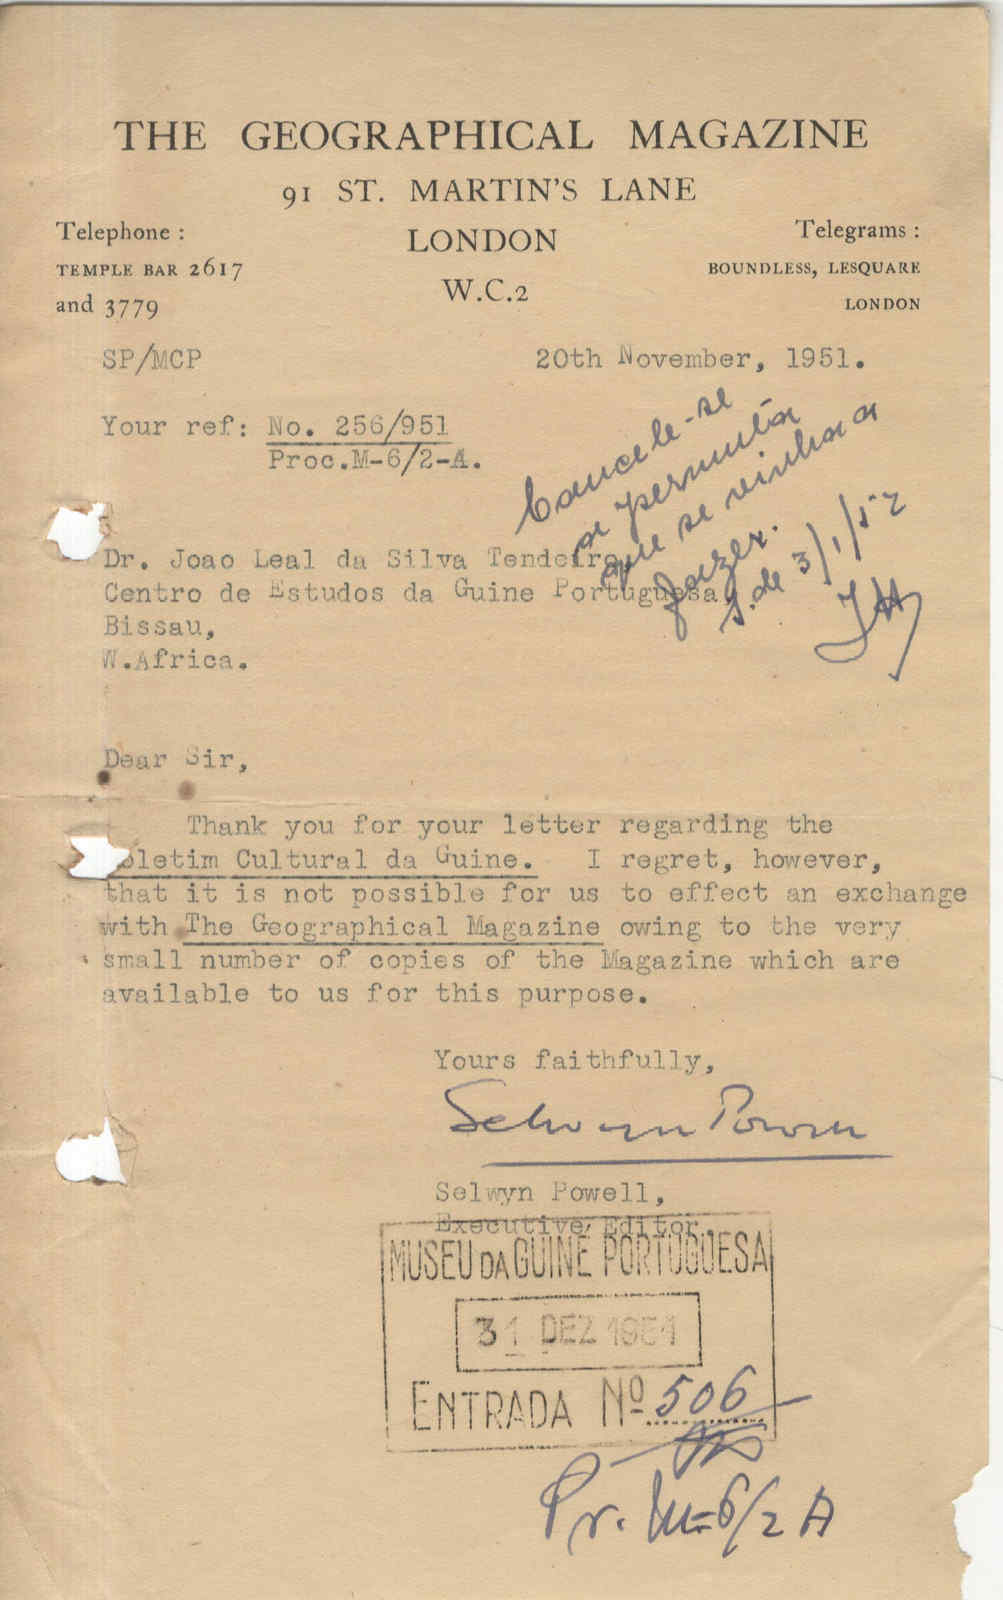 THE GEOGRAPHICAL MAGAZINE
91 ST. MARTIN'S LANE
LONDON
W.C.2
Telephone :
TEMPLE BAR 2617
and 3779
Telegrams :
BOUNDLESS, LESQUARE
LONDON
SP/MCP
20th November, 1951.
Your ref: No. 256/951
Proc.M-6/2-A.
Cancele-se
a permuta
que se vinha a
fazer.
3/1/52
Dr. Joao Leal da Silva Tendeiro,
Centro de Estudos da Guine Portuguesa,
Bissau,
W.Africa.
Dear Sir,
Thank you for your letter regarding the
oletim Cultural da Guine. I regret, however,
that it is not possible for us to effect an exchange
with The Geographical Magazine owing to the very
small number of copies of the Magazine which are
available to us for this purpose.
Yours faithfully,
Selwyn Powell
Selwyn Powell,
Executive Editor
MUSEU DA GUINÉ PORTUGUESA
31 DEZ 1951
ENTRADA Nº 506
Pr. M-6/2 A